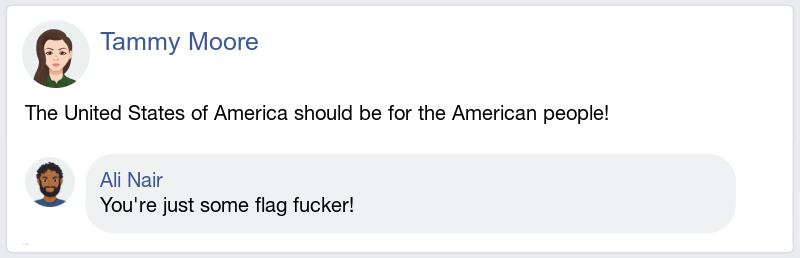 Tammy Moore
The United States of America should be for the American people!
Ali Nair
You're just some flag fucker!